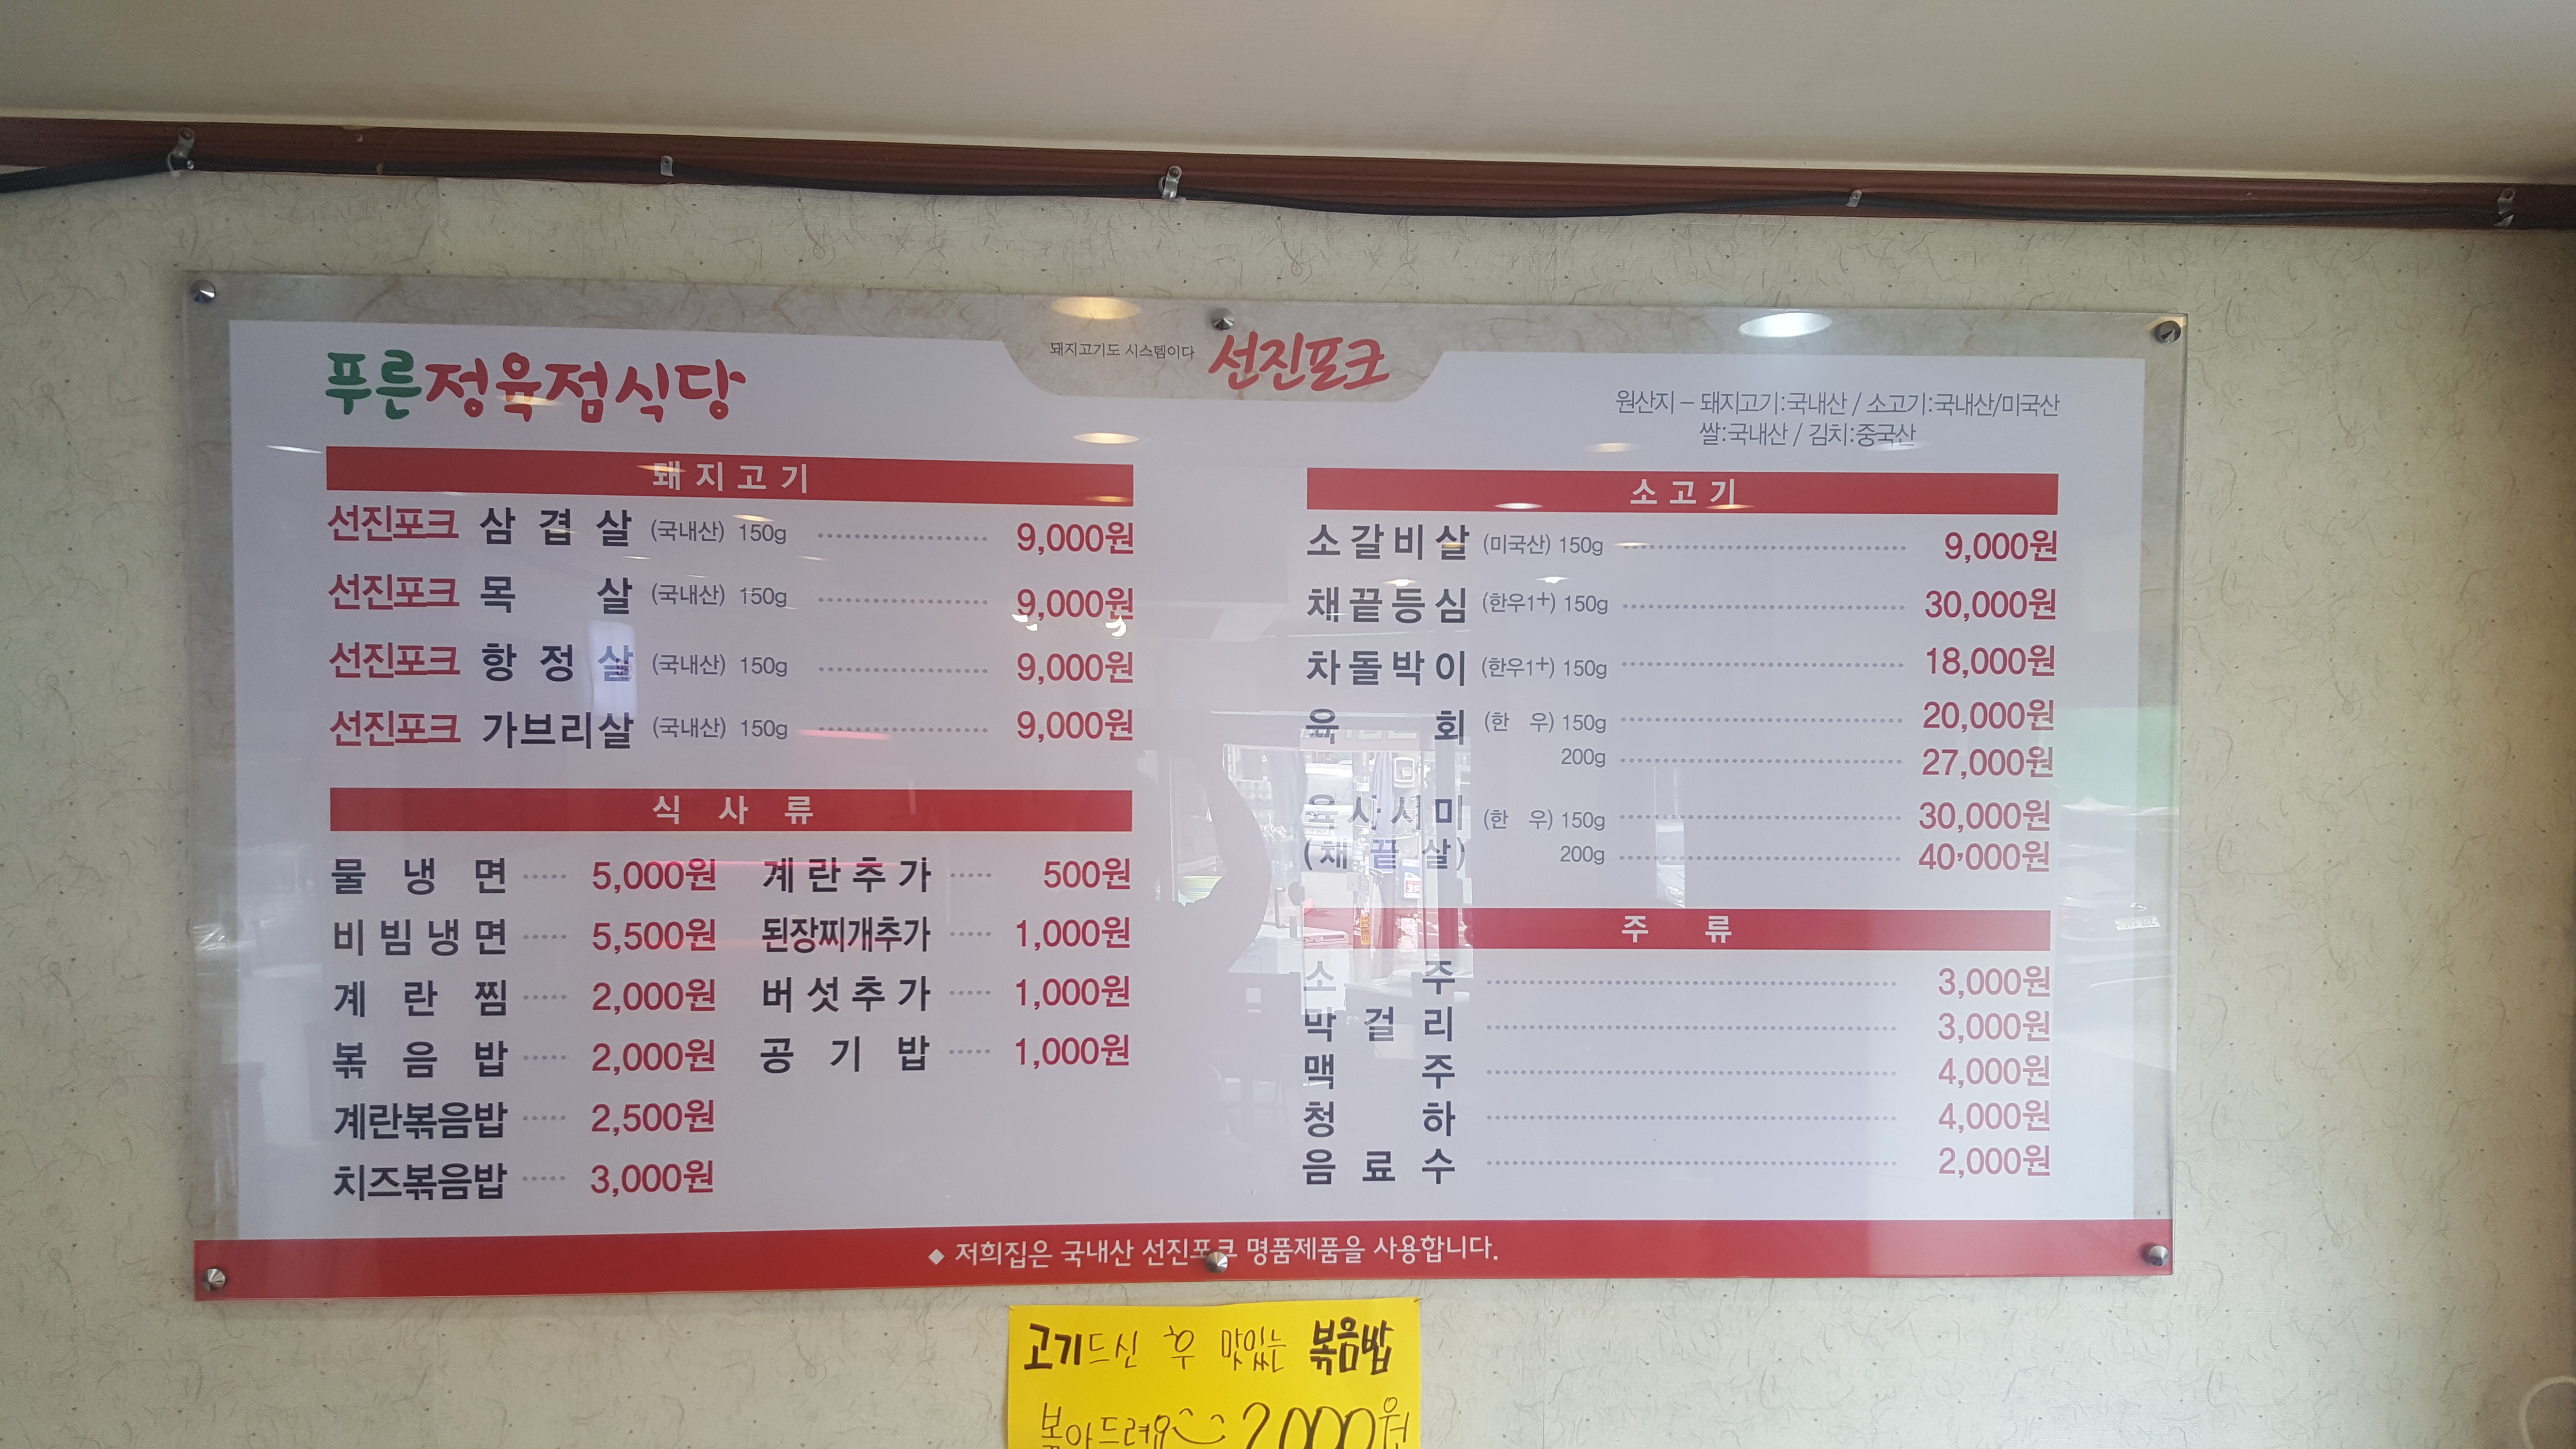 푸른정육점식당
돼지고기도 시스템이다 선진포크
원산지 – 돼지고기:국내산 / 소고기:국내산/미국산
쌀:국내산 / 김치:중국산
돼지고기
선진포크 삼겹살 (국내산) 150g 9,000원
선진포크 목살 (국내산) 150g 9,000원
선진포크 항정살 (국내산) 150g 9,000원
선진포크 가브리살 (국내산) 150g 9,000원
식사류
물냉면 5,000원
비빔냉면 5,500원
계란찜 2,000원
볶음밥 2,000원
계란볶음밥 2,500원
치즈볶음밥 3,000원
계란추가 500원
된장찌개추가 1,000원
버섯추가 1,000원
공기밥 1,000원
소고기
소갈비살 (미국산) 150g 9,000원
채끝등심 (한우1+) 150g 30,000원
차돌박이 (한우1+) 150g 18,000원
육회 (한우) 150g 20,000원
200g 27,000원
육사시미 (한우) 150g 30,000원
(채끝살) 200g 40,000원
주류
소주 3,000원
막걸리 3,000원
맥주 4,000원
청하 4,000원
음료수 2,000원
◆ 저희집은 국내산 선진포크 명품제품을 사용합니다.
고기드신 후 맛있는 볶음밥
볶아드려요 2000원